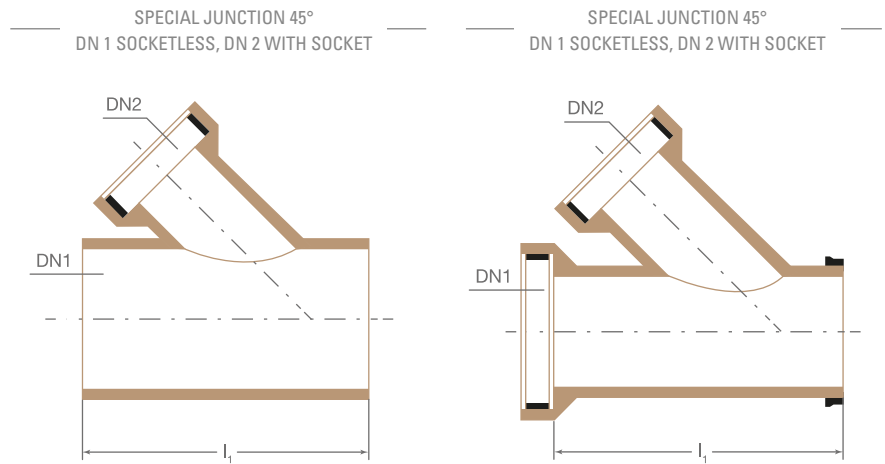 SPECIAL JUNCTION 45°
DN 1 SOCKETLESS, DN 2 WITH SOCKET
DN2
DN1
l₁
SPECIAL JUNCTION 45°
DN 1 SOCKETLESS, DN 2 WITH SOCKET
DN2
DN1
l₁